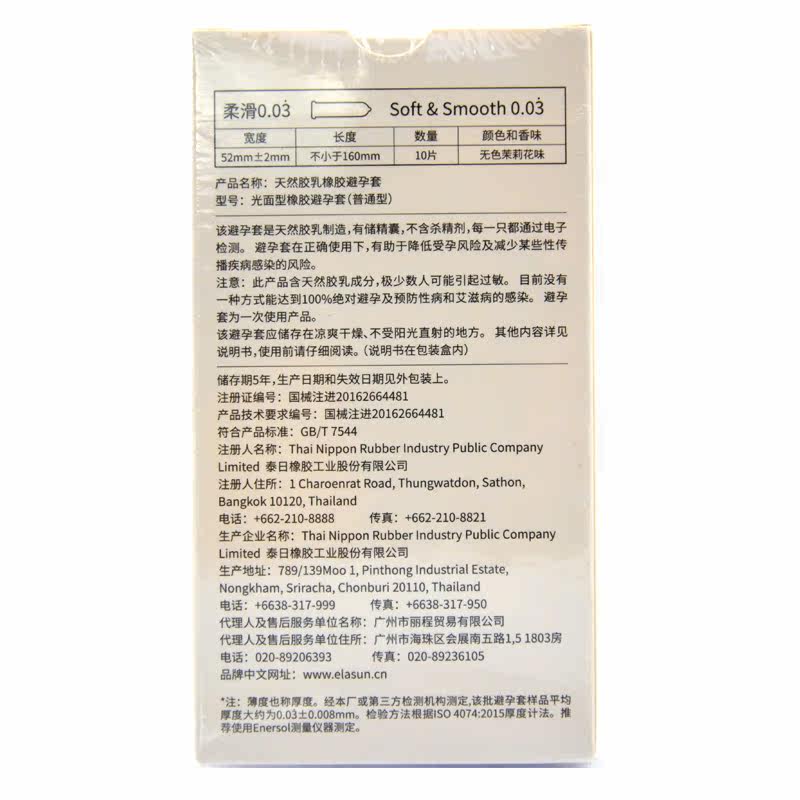 柔滑0.03̇ Soft & Smooth 0.03̇
宽度 长度 数量 颜色和香味
52mm±2mm 不小于160mm 10片 无色茉莉花味
产品名称：天然胶乳橡胶避孕套
型号：光面型橡胶避孕套（普通型）
该避孕套是天然胶乳制造，有储精囊，不含杀精剂，每一只都通过电子
检测。 避孕套在正确使用下，有助于降低受孕风险及减少某些性传
播疾病感染的风险。
注意：此产品含天然胶乳成分，极少数人可能引起过敏。 目前没有
一种方式能达到100%绝对避孕及预防性病和艾滋病的感染。 避孕
套为一次使用产品。
该避孕套应储存在凉爽干燥、不受阳光直射的地方。 其他内容详见
说明书，使用前请仔细阅读。（说明书在包装盒内）
储存期5年，生产日期和失效日期见外包装上。
注册证编号：国械注进20162664481
产品技术要求编号：国械注进20162664481
符合产品标准：GB/T 7544
注册人名称：Thai Nippon Rubber Industry Public Company
Limited 泰日橡胶工业股份有限公司
注册人住所：1 Charoenrat Road, Thungwatdon, Sathon,
Bangkok 10120, Thailand
电话：+662-210-8888 传真：+662-210-8821
生产企业名称：Thai Nippon Rubber Industry Public Company
Limited 泰日橡胶工业股份有限公司
生产地址：789/139Moo 1, Pinthong Industrial Estate,
Nongkham, Sriracha, Chonburi 20110, Thailand
电话：+6638-317-999 传真：+6638-317-950
代理人及售后服务单位名称：广州市丽程贸易有限公司
代理人及售后服务单位住所：广州市海珠区会展南五路1,5 1803房
电话：020-89206393 传真：020-89236105
品牌中文网址：www.elasun.cn
*注：薄度也称厚度。经本厂或第三方检测机构测定，该批避孕套样品平均
厚度大约为0.03̇±0.008mm。检验方法根据ISO 4074:2015厚度计法。推
荐使用Enersol测量仪器测定。